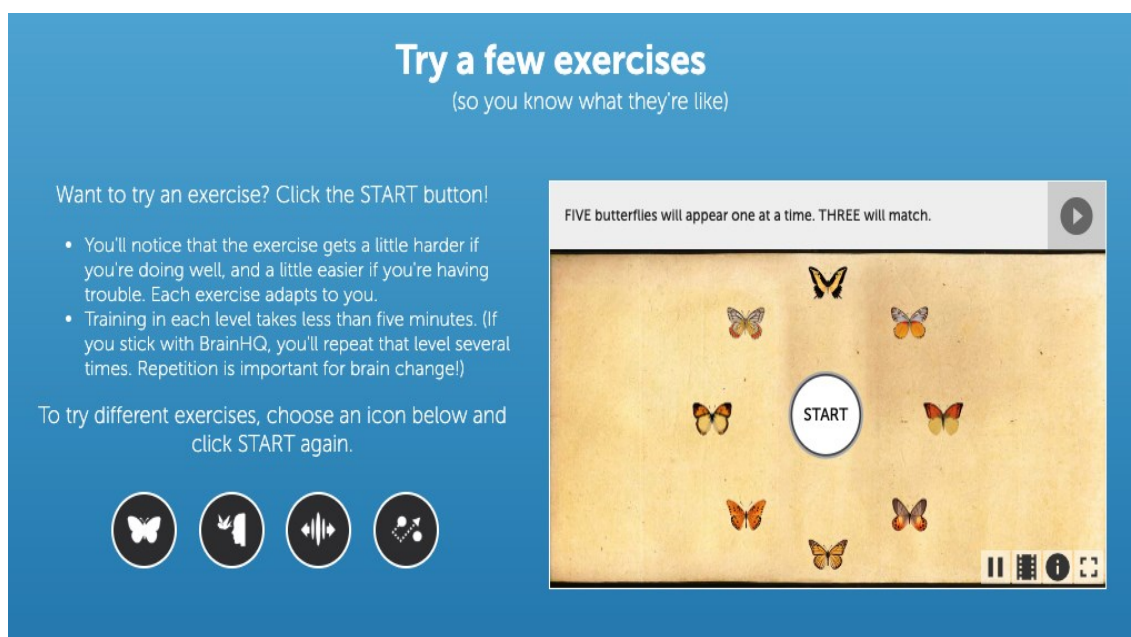 Try a few exercises
(so you know what they're like)
Want to try an exercise? Click the START button!
• You'll notice that the exercise gets a little harder if
you're doing well, and a little easier if you're having
trouble. Each exercise adapts to you.
• Training in each level takes less than five minutes. (If
you stick with BrainHQ, you'll repeat that level several
times. Repetition is important for brain change!)
To try different exercises, choose an icon below and
click START again.
FIVE butterflies will appear one at a time. THREE will match.
START